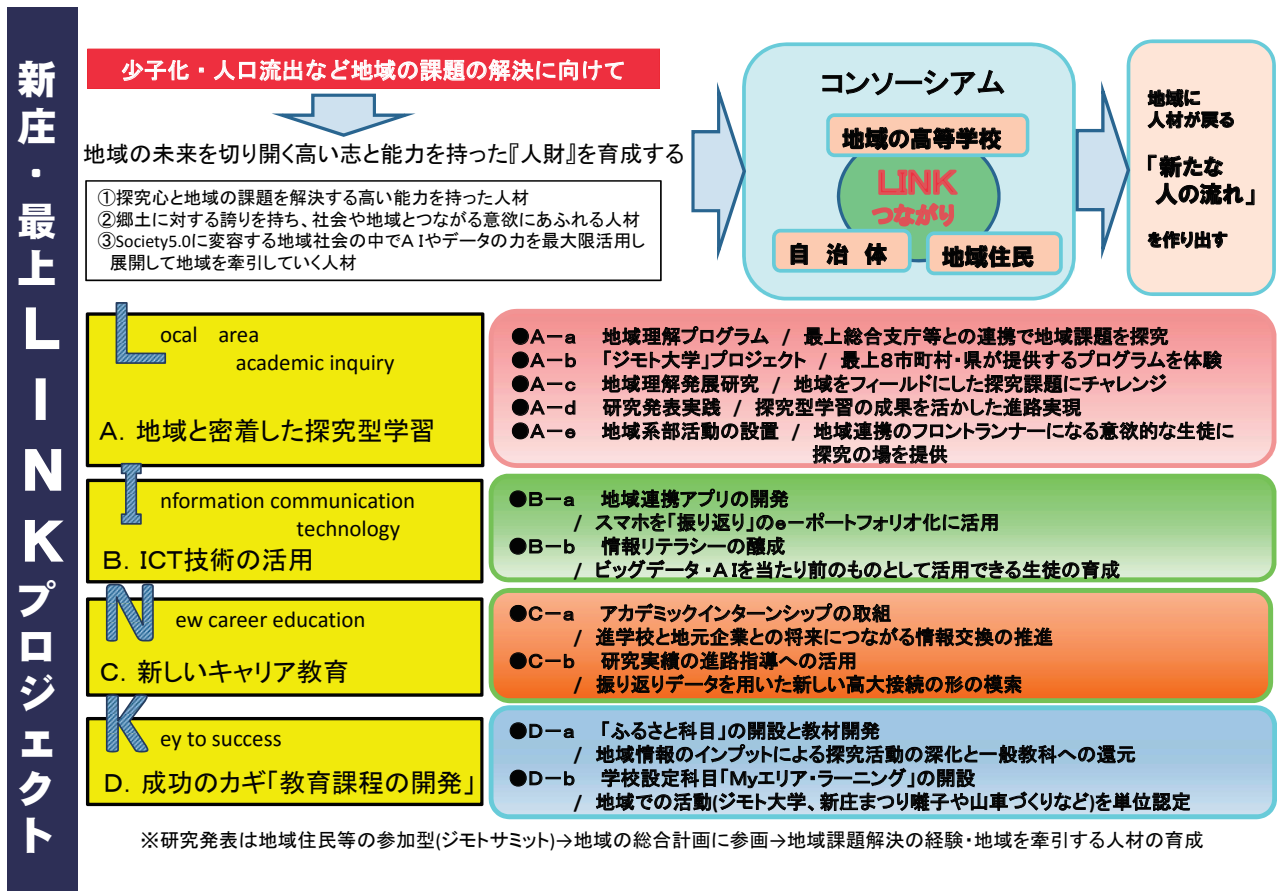 新庄・最上LINKプロジェクト
少子化・人口流出など地域の課題の解決に向けて
地域の未来を切り開く高い志と能力を持った『人財』を育成する
①探究心と地域の課題を解決する高い能力を持った人材
②郷土に対する誇りを持ち、社会や地域とつながる意欲にあふれる人材
③Society5.0に変容する地域社会の中でAIやデータの力を最大限活用し
展開して地域を牽引していく人材
コンソーシアム
地域の高等学校
LINK
つながり
自治体
地域住民
地域に
人材が戻る
「新たな
人の流れ」
を作り出す
Local area
academic inquiry
A. 地域と密着した探究型学習
●A－a 地域理解プログラム / 最上総合支庁等との連携で地域課題を探究
●A－b 「ジモト大学」プロジェクト / 最上8市町村・県が提供するプログラムを体験
●A－c 地域理解発展研究 / 地域をフィールドにした探究課題にチャレンジ
●A－d 研究発表実践 / 探究型学習の成果を活かした進路実現
●A－e 地域系部活動の設置 / 地域連携のフロントランナーになる意欲的な生徒に
探究の場を提供
Information communication
technology
B. ICT技術の活用
●B－a 地域連携アプリの開発
/ スマホを「振り返り」のe－ポートフォリオ化に活用
●B－b 情報リテラシーの醸成
/ ビッグデータ・AIを当たり前のものとして活用できる生徒の育成
New career education
C. 新しいキャリア教育
●C－a アカデミックインターンシップの取組
/ 進学校と地元企業との将来につながる情報交換の推進
●C－b 研究実績の進路指導への活用
/ 振り返りデータを用いた新しい高大接続の形の模索
Key to success
D. 成功のカギ「教育課程の開発」
●D－a 「ふるさと科目」の開設と教材開発
/ 地域情報のインプットによる探究活動の深化と一般教科への還元
●D－b 学校設定科目「Myエリア・ラーニング」の開設
/ 地域での活動(ジモト大学、新庄まつり囃子や山車づくりなど)を単位認定
※研究発表は地域住民等の参加型(ジモトサミット)→地域の総合計画に参画→地域課題解決の経験・地域を牽引する人材の育成